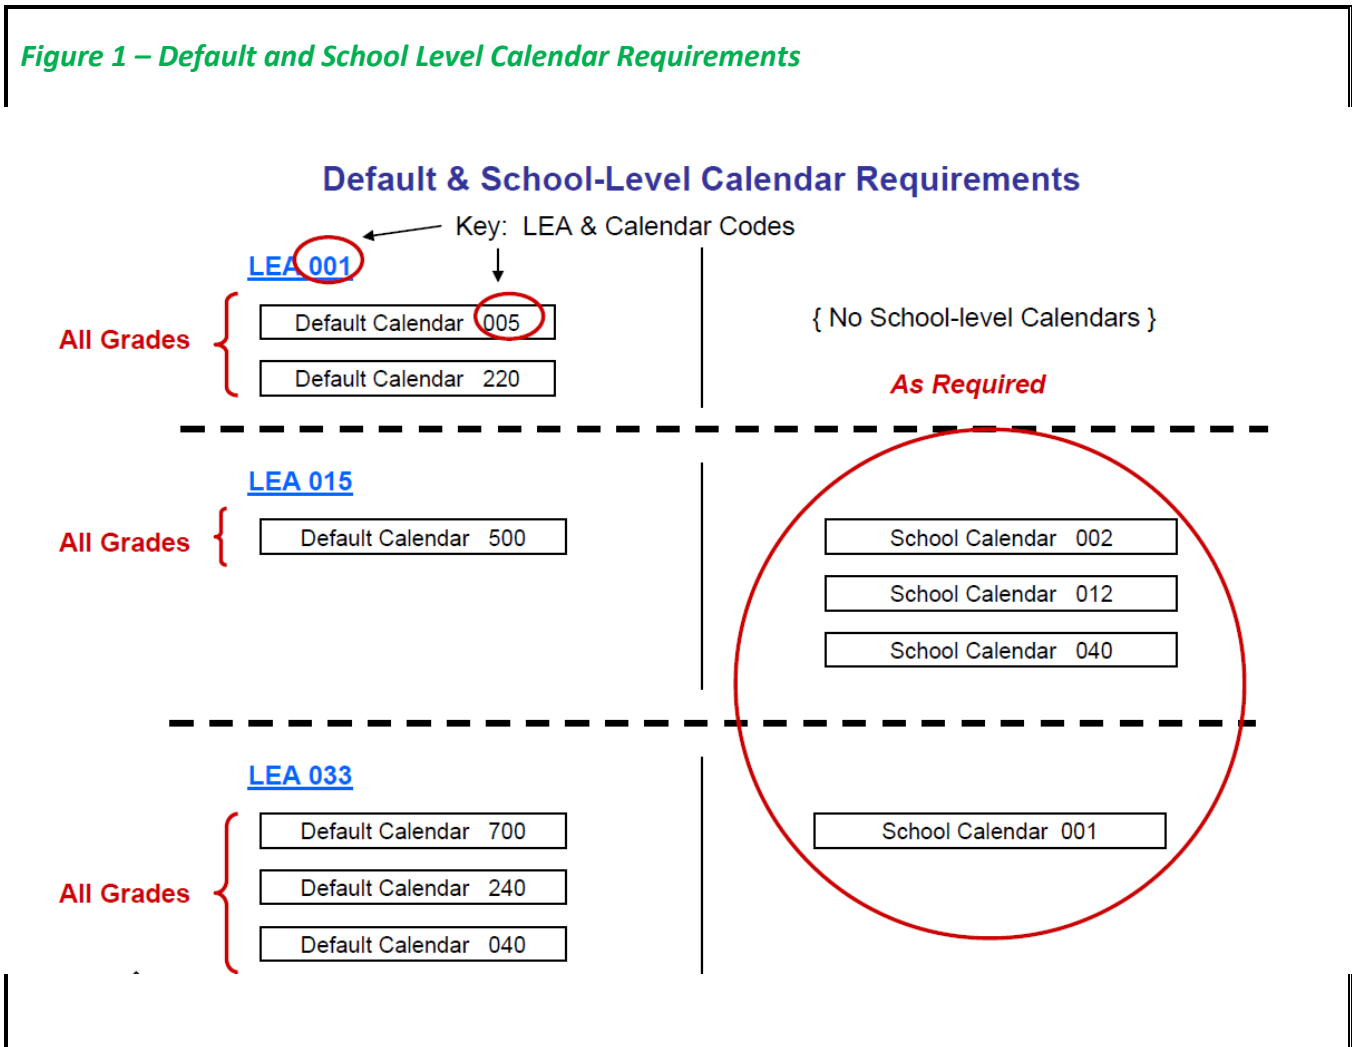 Figure 1 – Default and School Level Calendar Requirements
Default & School-Level Calendar Requirements
Key: LEA & Calendar Codes
LEA 001
All Grades
Default Calendar 005
Default Calendar 220
{ No School-level Calendars }
As Required
LEA 015
All Grades
Default Calendar 500
School Calendar 002
School Calendar 012
School Calendar 040
LEA 033
All Grades
Default Calendar 700
Default Calendar 240
Default Calendar 040
School Calendar 001